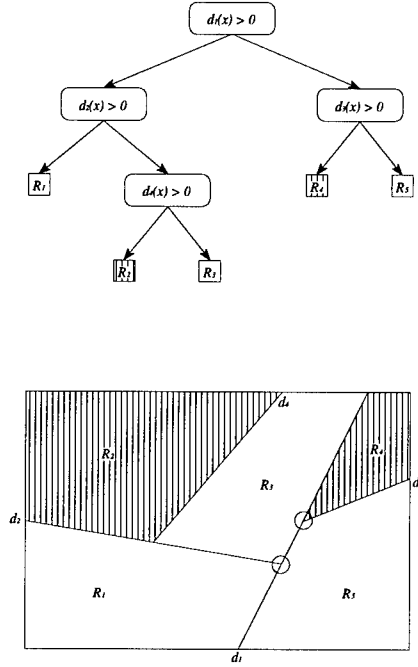 d₁(x) > 0
d₂(x) > 0 d₃(x) > 0
R₁ d₄(x) > 0 R₄ R₅
R₂ R₃
d₄
R₂ R₄
R₃ d
d₂
R₁ R₅
d₁